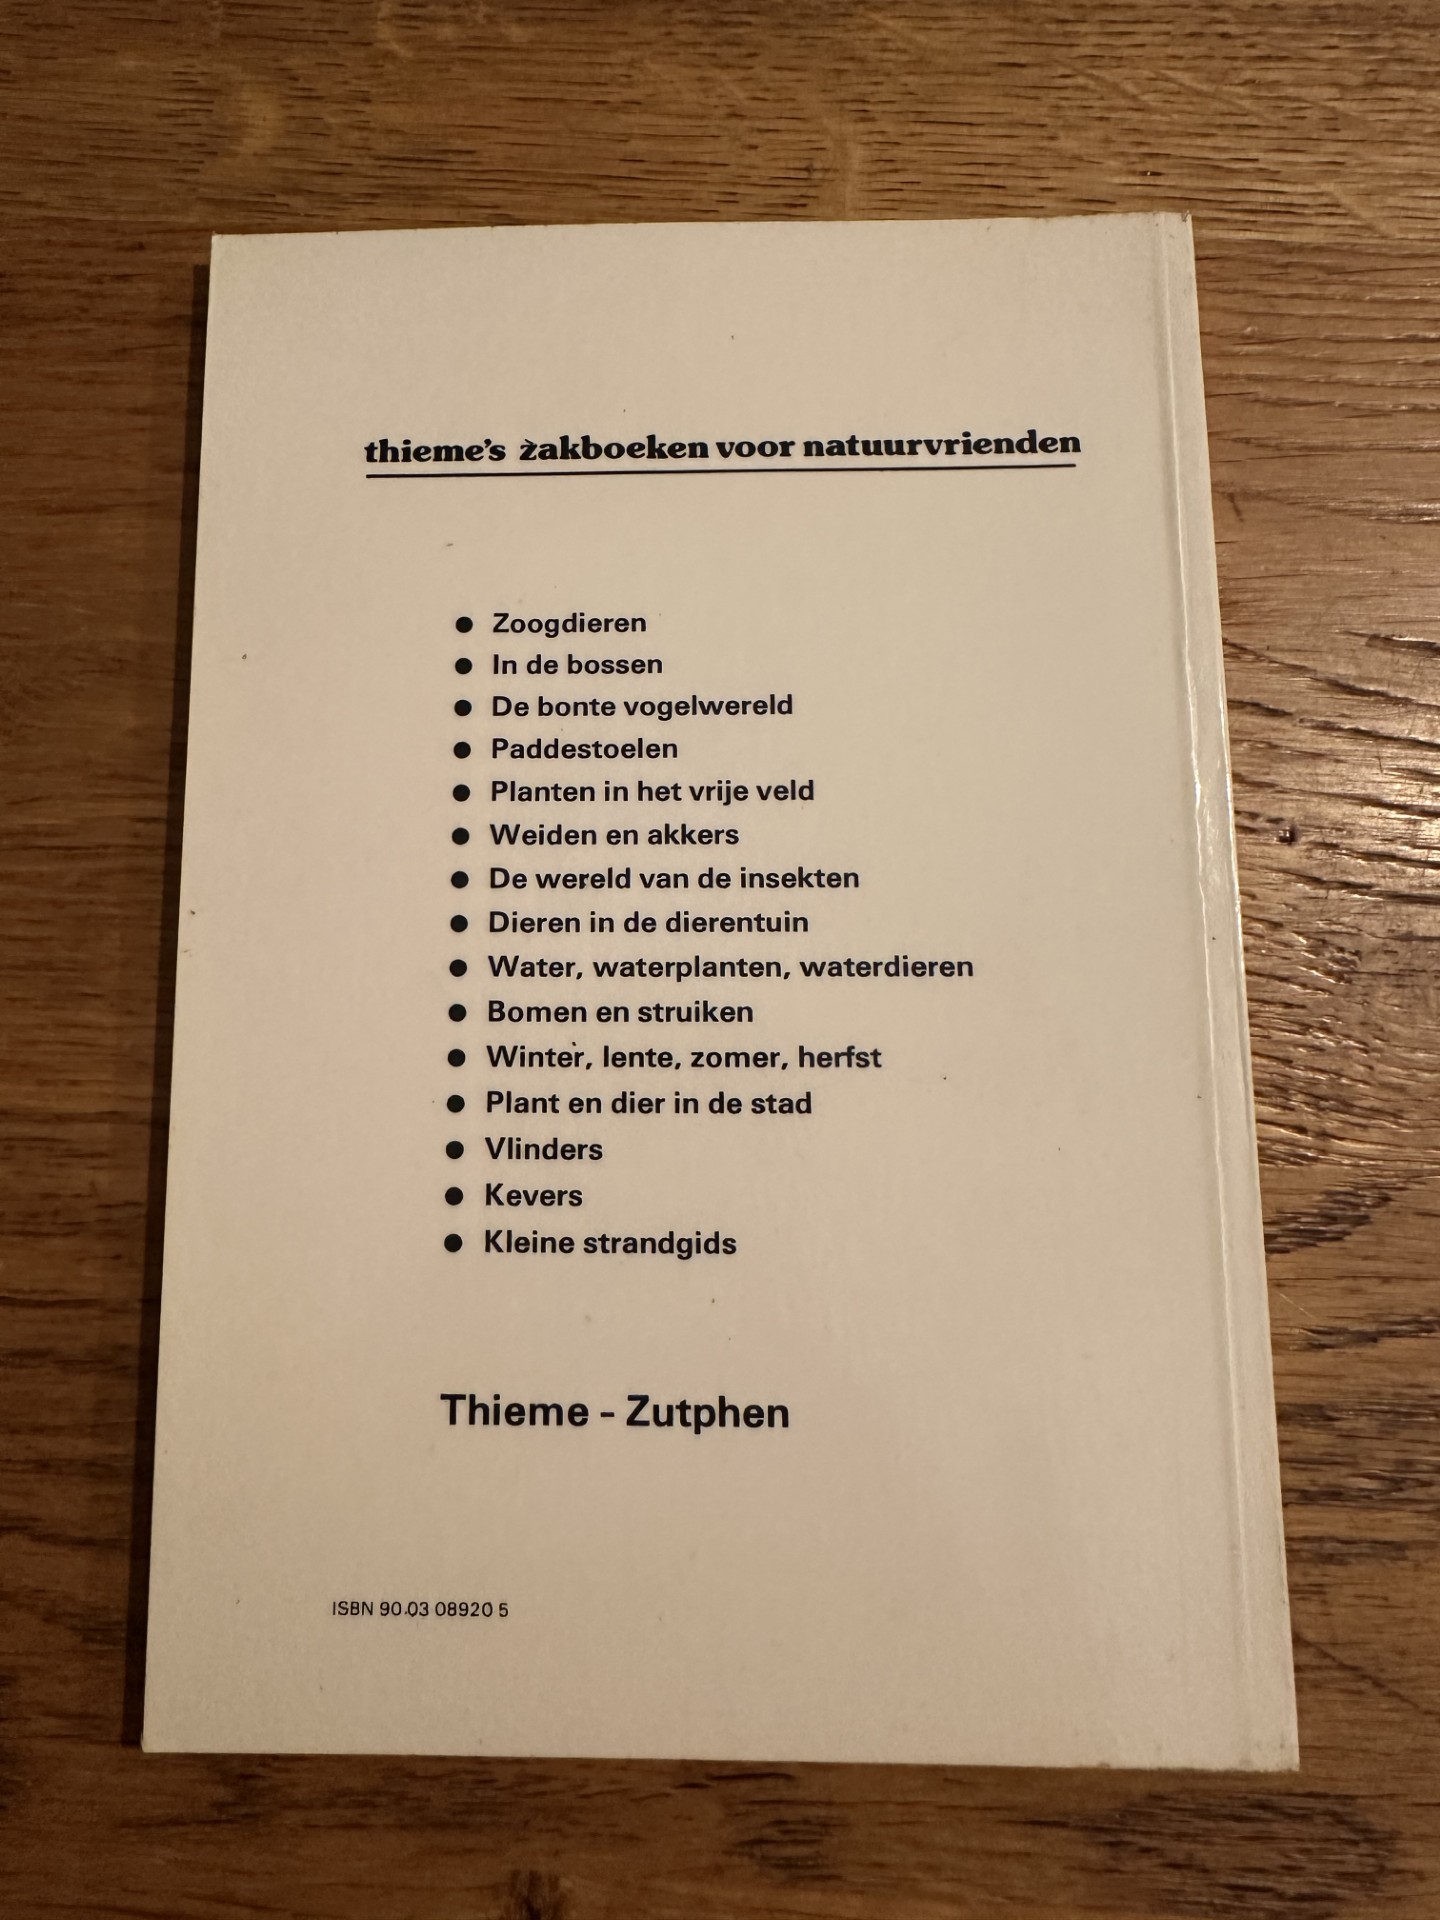 thieme's zakboeken voor natuurvrienden
● Zoogdieren
● In de bossen
● De bonte vogelwereld
● Paddestoelen
● Planten in het vrije veld
● Weiden en akkers
● De wereld van de insekten
● Dieren in de dierentuin
● Water, waterplanten, waterdieren
● Bomen en struiken
● Winter, lente, zomer, herfst
● Plant en dier in de stad
● Vlinders
● Kevers
● Kleine strandgids
Thieme - Zutphen
ISBN 90 03 08920 5